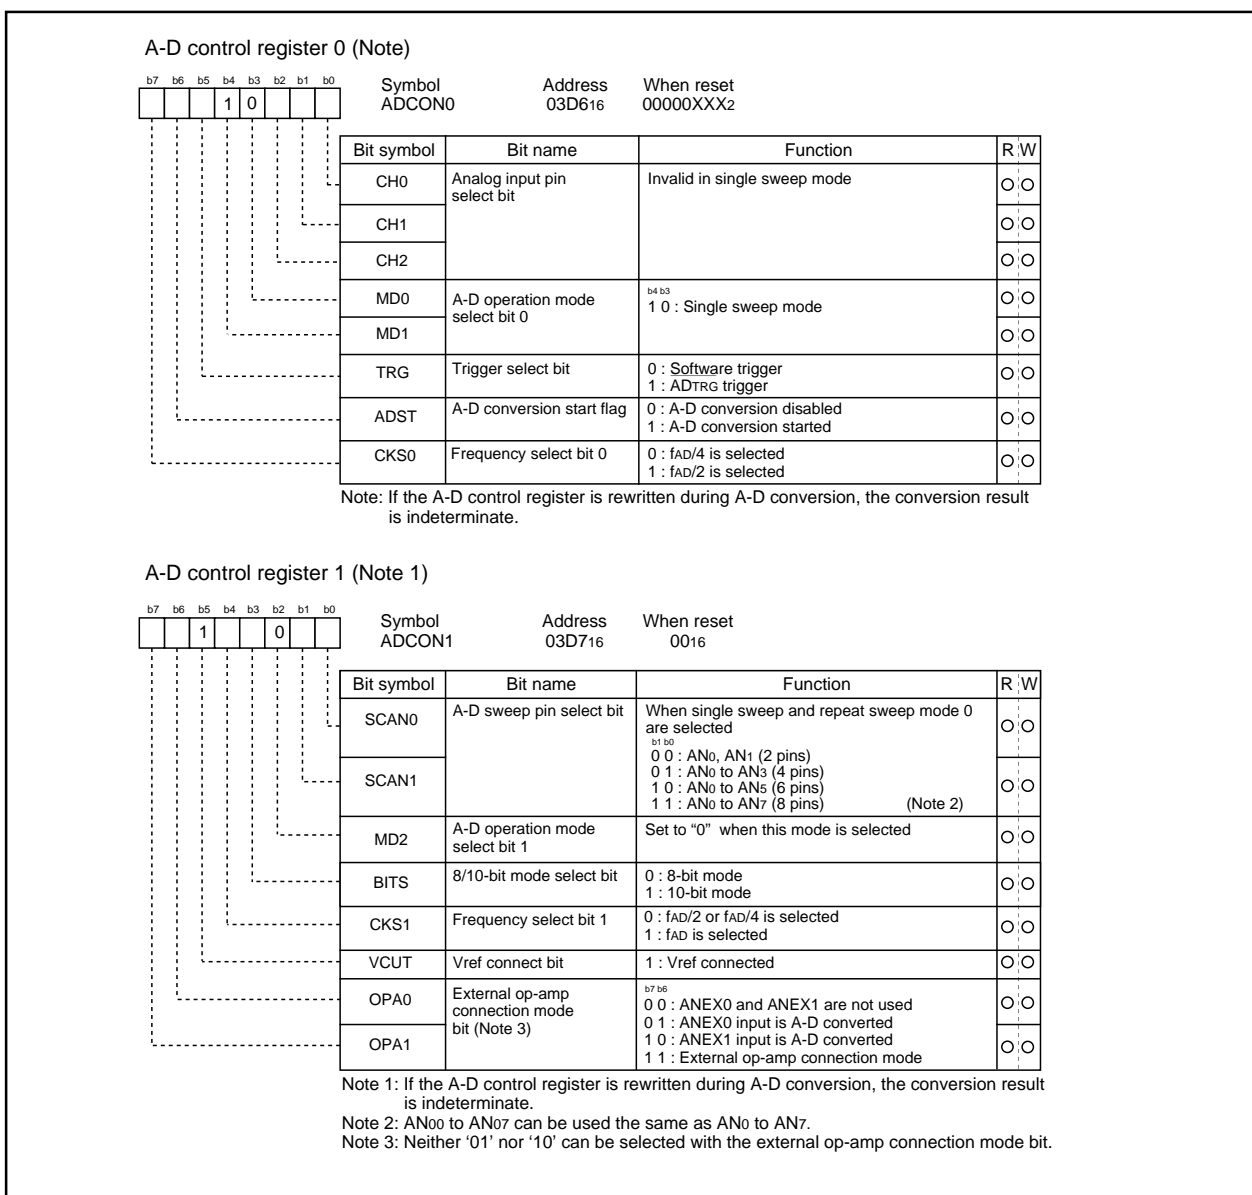 A-D control register 0 (Note)
b7 b6 b5 b4 b3 b2 b1 b0
1 0
Symbol Address When reset
ADCON0 03D616 00000XXX2
Bit symbol Bit name Function R W
CH0 Analog input pin select bit Invalid in single sweep mode
CH1
CH2
MD0 A-D operation mode select bit 0 b4 b3
1 0 : Single sweep mode
MD1
TRG Trigger select bit 0 : Software trigger
1 : ADTRG trigger
ADST A-D conversion start flag 0 : A-D conversion disabled
1 : A-D conversion started
CKS0 Frequency select bit 0 0 : fAD/4 is selected
1 : fAD/2 is selected
Note: If the A-D control register is rewritten during A-D conversion, the conversion result
is indeterminate.
A-D control register 1 (Note 1)
b7 b6 b5 b4 b3 b2 b1 b0
1 0
Symbol Address When reset
ADCON1 03D716 0016
Bit symbol Bit name Function R W
SCAN0 A-D sweep pin select bit When single sweep and repeat sweep mode 0
are selected
b1 b0
0 0 : AN0, AN1 (2 pins)
0 1 : AN0 to AN3 (4 pins)
SCAN1 1 0 : AN0 to AN5 (6 pins)
1 1 : AN0 to AN7 (8 pins) (Note 2)
MD2 A-D operation mode select bit 1 Set to “0” when this mode is selected
BITS 8/10-bit mode select bit 0 : 8-bit mode
1 : 10-bit mode
CKS1 Frequency select bit 1 0 : fAD/2 or fAD/4 is selected
1 : fAD is selected
VCUT Vref connect bit 1 : Vref connected
OPA0 External op-amp connection mode bit (Note 3) b7 b6
0 0 : ANEX0 and ANEX1 are not used
0 1 : ANEX0 input is A-D converted
OPA1 1 0 : ANEX1 input is A-D converted
1 1 : External op-amp connection mode
Note 1: If the A-D control register is rewritten during A-D conversion, the conversion result
is indeterminate.
Note 2: AN00 to AN07 can be used the same as AN0 to AN7.
Note 3: Neither ‘01’ nor ‘10’ can be selected with the external op-amp connection mode bit.